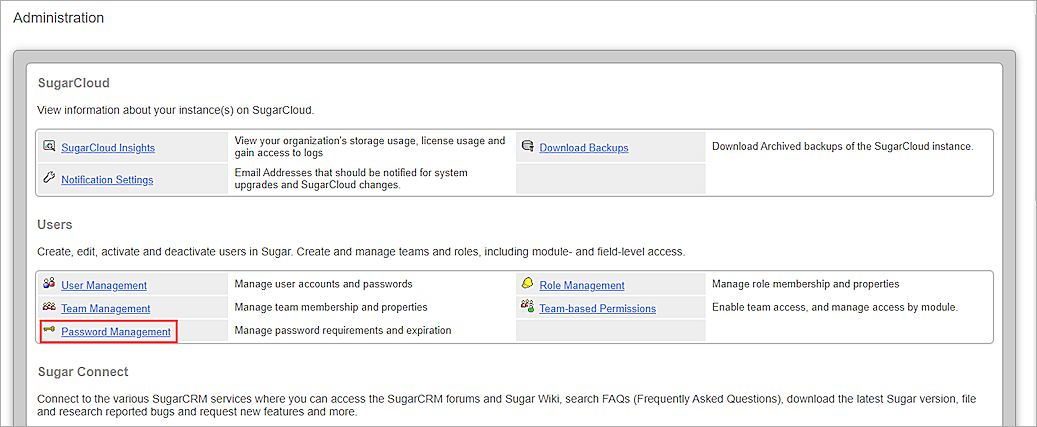 Administration
SugarCloud
View information about your instance(s) on SugarCloud.
SugarCloud Insights
View your organization's storage usage, license usage and
gain access to logs
Download Backups
Download Archived backups of the SugarCloud instance.
Notification Settings
Email Addresses that should be notified for system
upgrades and SugarCloud changes.
Users
Create, edit, activate and deactivate users in Sugar. Create and manage teams and roles, including module- and field-level access.
User Management
Manage user accounts and passwords
Role Management
Manage role membership and properties
Team Management
Manage team membership and properties
Team-based Permissions
Enable team access, and manage access by module.
Password Management
Manage password requirements and expiration
Sugar Connect
Connect to the various SugarCRM services where you can access the SugarCRM forums and Sugar Wiki, search FAQs (Frequently Asked Questions), download the latest Sugar version, file
and research reported bugs and request new features and more.